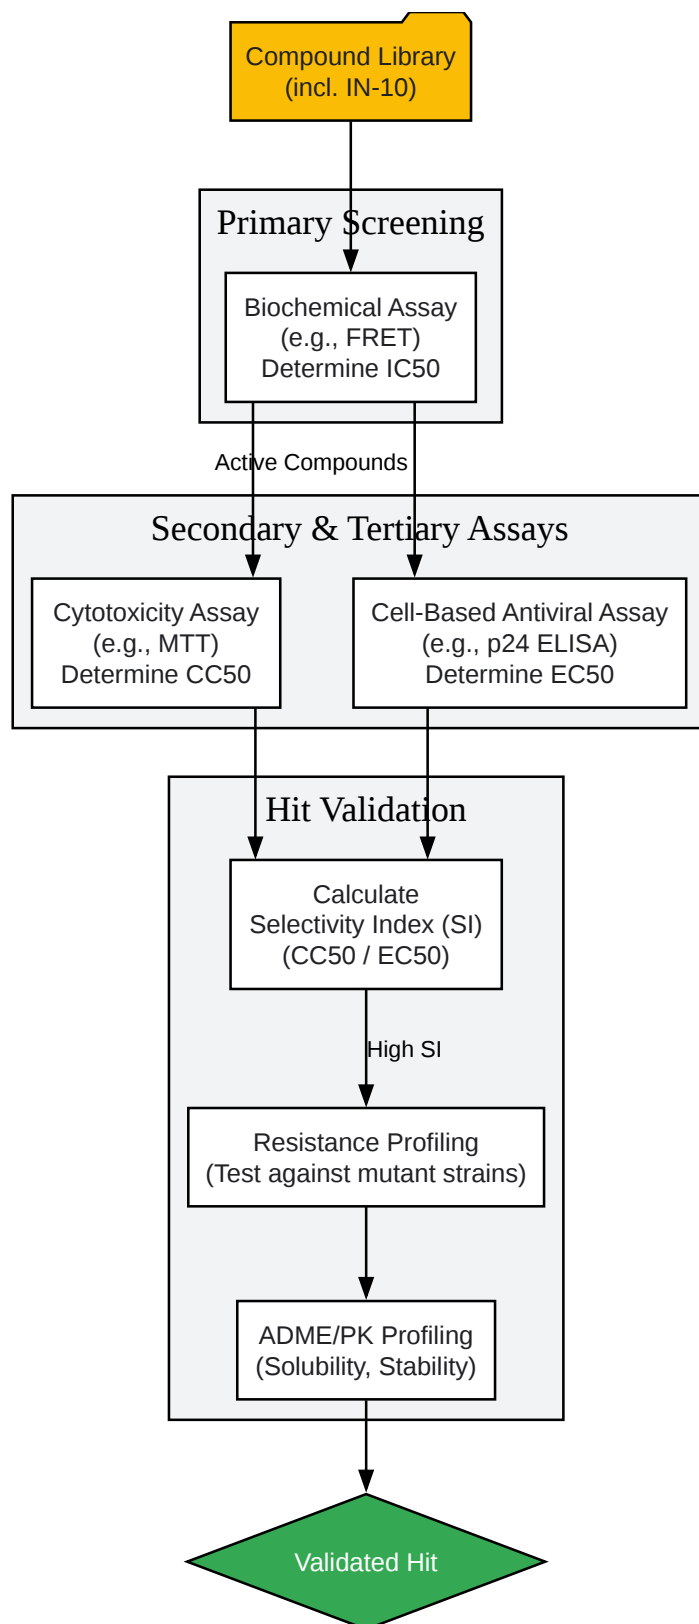 Compound Library
(incl. IN-10)
Primary Screening
Biochemical Assay
(e.g., FRET)
Determine IC50
Active Compounds
Secondary & Tertiary Assays
Cytotoxicity Assay
(e.g., MTT)
Determine CC50
Cell-Based Antiviral Assay
(e.g., p24 ELISA)
Determine EC50
Hit Validation
Calculate
Selectivity Index (SI)
(CC50 / EC50)
High SI
Resistance Profiling
(Test against mutant strains)
ADME/PK Profiling
(Solubility, Stability)
Validated Hit